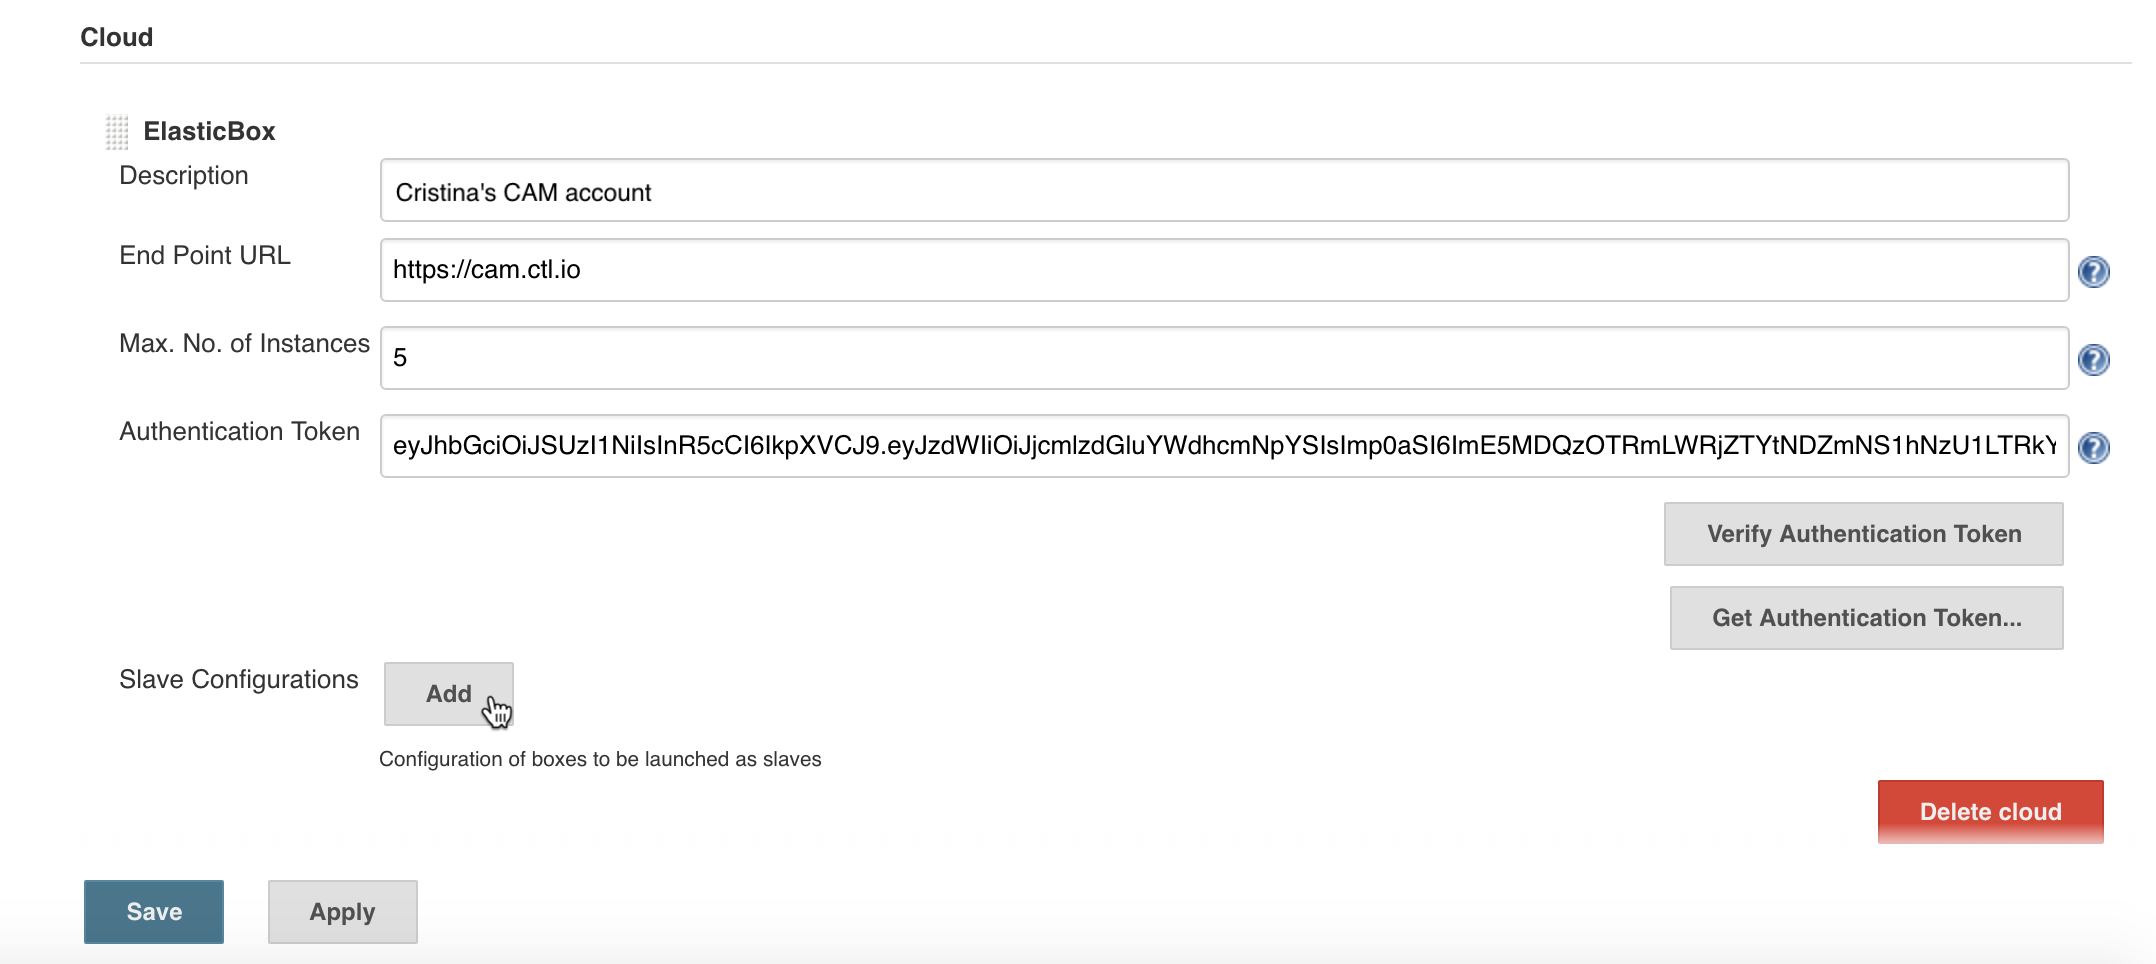 Cloud
ElasticBox
Description
Cristina's CAM account
End Point URL
https://cam.ctl.io
Max. No. of Instances
5
Authentication Token
eyJhbGciOiJSUzI1NiIsInR5cCI6IkpXVCJ9.eyJzdWIiOiJjcmlzdGluYWdhcmNpYSIsImp0aSI6ImE5MDQzOTRmLWRjZTYtNDZmNS1hNzU1LTRkY
Verify Authentication Token
Get Authentication Token...
Slave Configurations
Add
Configuration of boxes to be launched as slaves
Delete cloud
Save
Apply